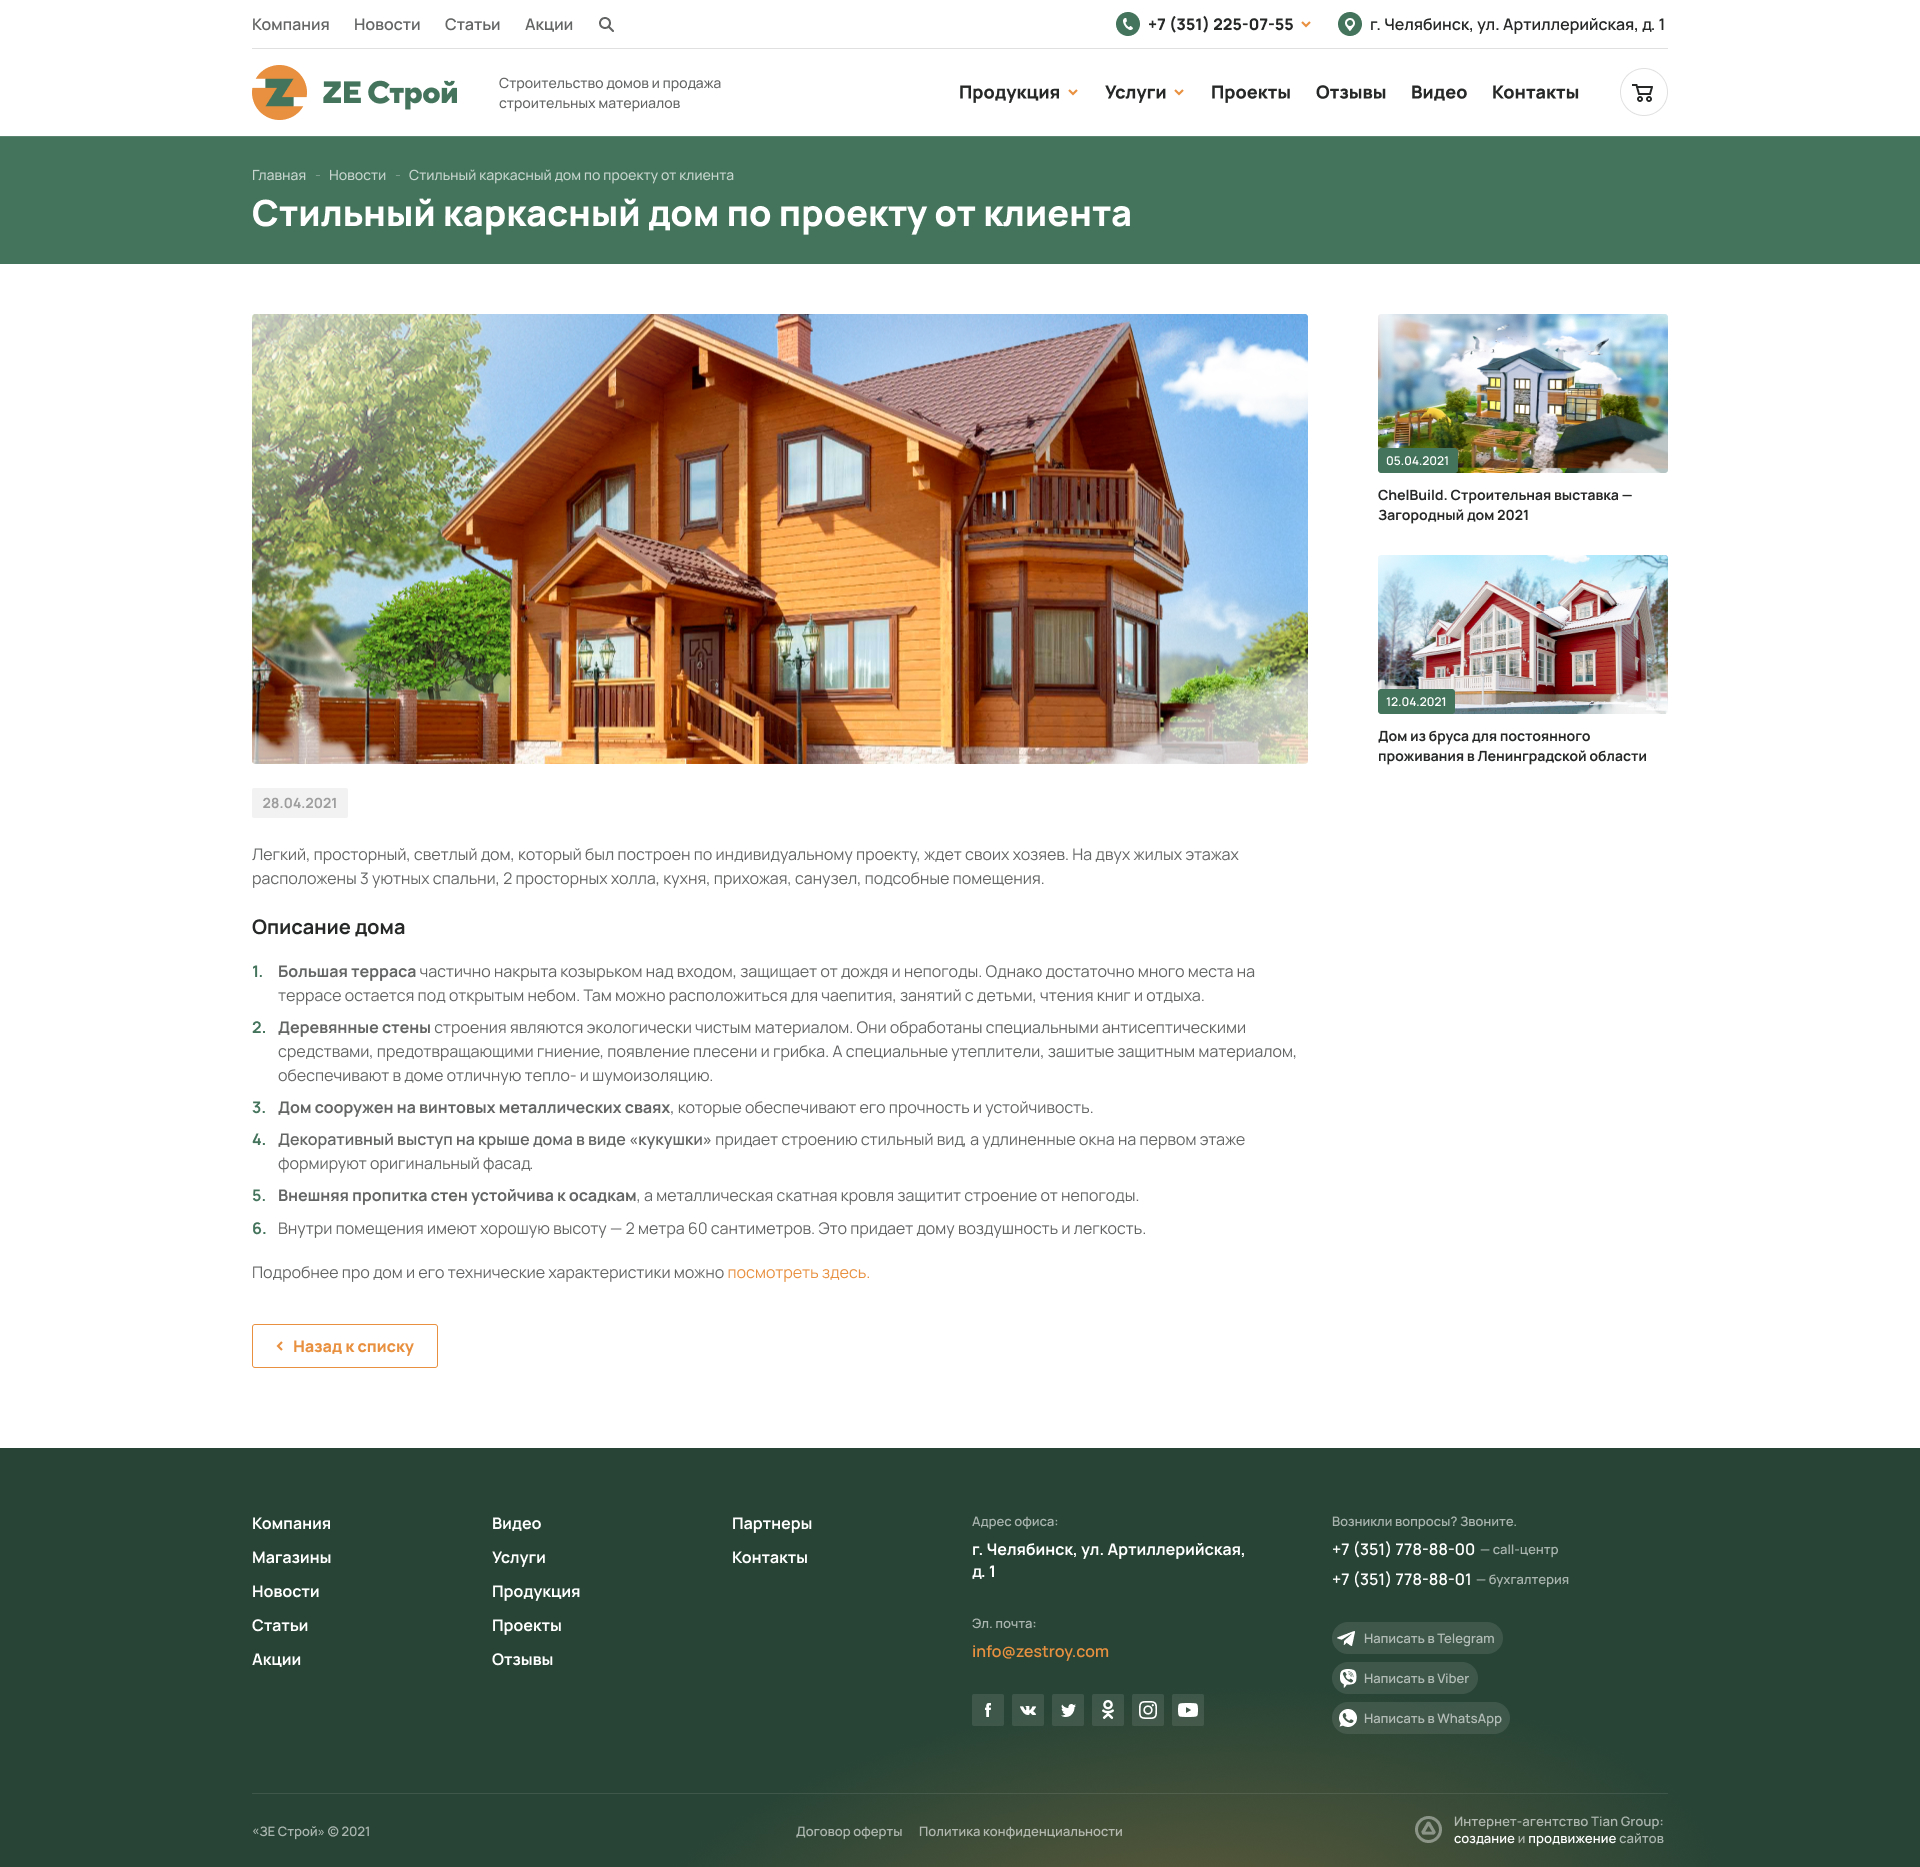 Компания Новости Статьи Акции
+7 (351) 225-07-55 г. Челябинск, ул. Артиллерийская, д. 1
ZE Строй
Строительство домов и продажа
строительных материалов
Продукция Услуги Проекты Отзывы Видео Контакты
Главная - Новости - Стильный каркасный дом по проекту от клиента
Стильный каркасный дом по проекту от клиента
05.04.2021
ChelBuild. Строительная выставка —
Загородный дом 2021
12.04.2021
Дом из бруса для постоянного
проживания в Ленинградской области
28.04.2021
Легкий, просторный, светлый дом, который был построен по индивидуальному проекту, ждет своих хозяев. На двух жилых этажах
расположены 3 уютных спальни, 2 просторных холла, кухня, прихожая, санузел, подсобные помещения.
Описание дома
1. Большая терраса частично накрыта козырьком над входом, защищает от дождя и непогоды. Однако достаточно много места на
террасе остается под открытым небом. Там можно расположиться для чаепития, занятий с детьми, чтения книг и отдыха.
2. Деревянные стены строения являются экологически чистым материалом. Они обработаны специальными антисептическими
средствами, предотвращающими гниение, появление плесени и грибка. А специальные утеплители, зашитые защитным материалом,
обеспечивают в доме отличную тепло- и шумоизоляцию.
3. Дом сооружен на винтовых металлических сваях, которые обеспечивают его прочность и устойчивость.
4. Декоративный выступ на крыше дома в виде «кукушки» придает строению стильный вид, а удлиненные окна на первом этаже
формируют оригинальный фасад.
5. Внешняя пропитка стен устойчива к осадкам, а металлическая скатная кровля защитит строение от непогоды.
6. Внутри помещения имеют хорошую высоту — 2 метра 60 сантиметров. Это придает дому воздушность и легкость.
Подробнее про дом и его технические характеристики можно посмотреть здесь.
Назад к списку
Компания
Магазины
Новости
Статьи
Акции
Видео
Услуги
Продукция
Проекты
Отзывы
Партнеры
Контакты
Адрес офиса:
г. Челябинск, ул. Артиллерийская,
д. 1
Эл. почта:
info@zestroy.com
Возникли вопросы? Звоните.
+7 (351) 778-88-00 — call-центр
+7 (351) 778-88-01 — бухгалтерия
Написать в Telegram
Написать в Viber
Написать в WhatsApp
«ЗЕ Строй» © 2021
Договор оферты Политика конфиденциальности
Интернет-агентство Tian Group:
создание и продвижение сайтов